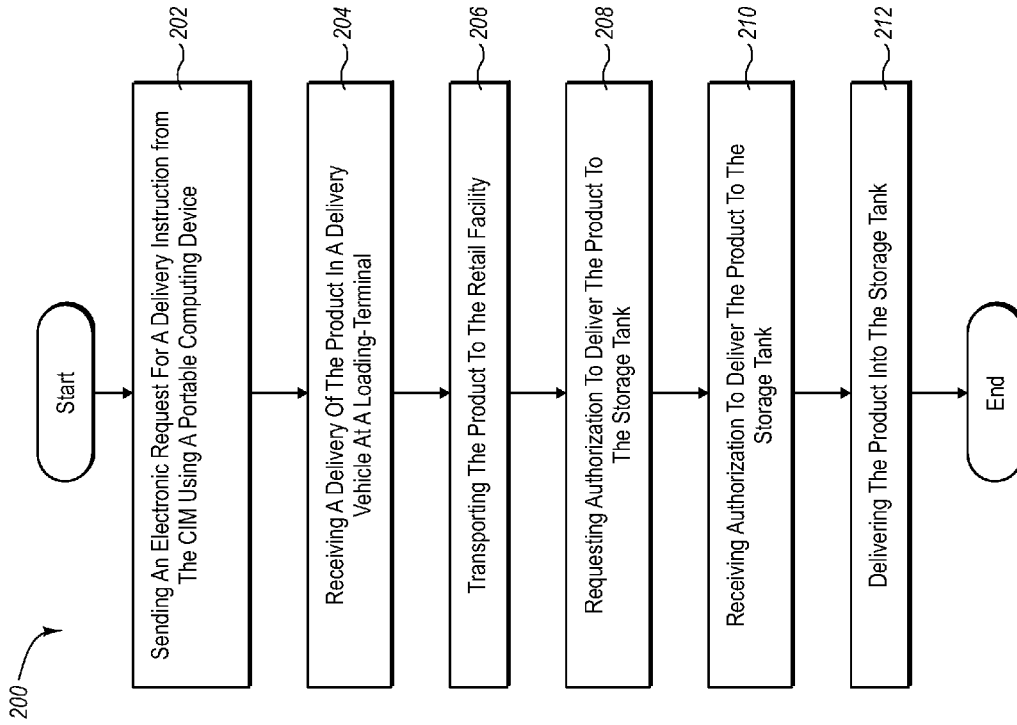 200
Start
Sending An Electronic Request For A Delivery Instruction from
The CIM Using A Portable Computing Device
202
Receiving A Delivery Of The Product In A Delivery
Vehicle At A Loading-Terminal
204
Transporting The Product To The Retail Facility
206
Requesting Authorization To Deliver The Product To
The Storage Tank
208
Receiving Authorization To Deliver The Product To The
Storage Tank
210
Delivering The Product Into The Storage Tank
212
End